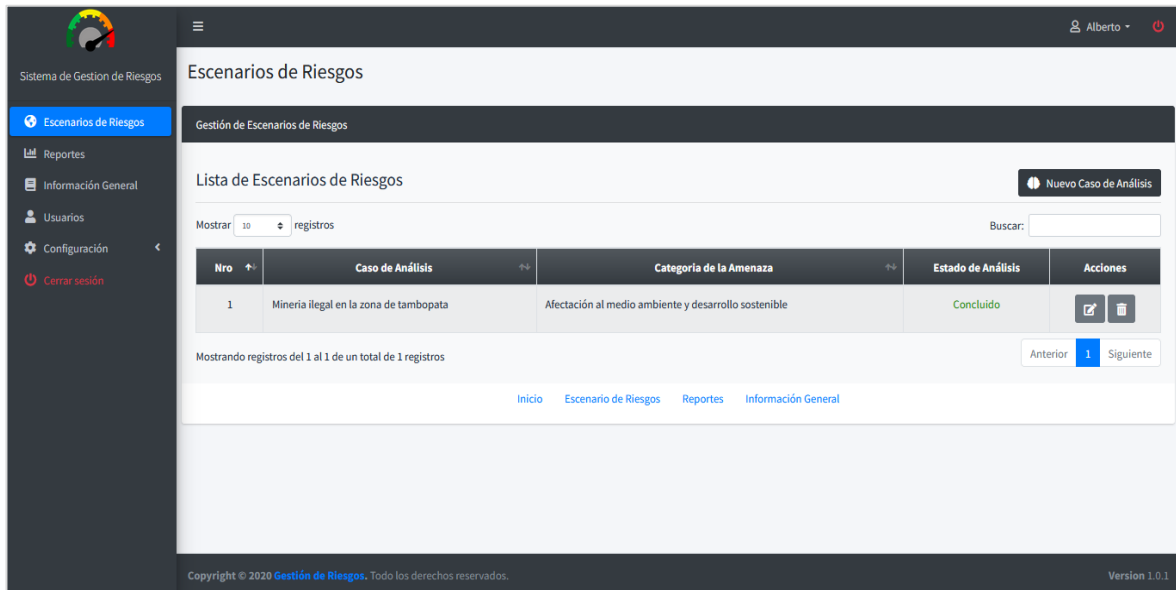 Alberto
Sistema de Gestion de Riesgos
Escenarios de Riesgos
Reportes
Información General
Usuarios
Configuración
Cerrar sesión
Escenarios de Riesgos
Gestión de Escenarios de Riesgos
Lista de Escenarios de Riesgos
Nuevo Caso de Análisis
Mostrar 10 registros
Buscar:
Nro Caso de Análisis Categoria de la Amenaza Estado de Análisis Acciones
1 Mineria ilegal en la zona de tambopata Afectación al medio ambiente y desarrollo sostenible Concluido
Mostrando registros del 1 al 1 de un total de 1 registros
Anterior 1 Siguiente
Inicio Escenario de Riesgos Reportes Información General
Copyright © 2020 Gestión de Riesgos. Todo los derechos reservados.
Version 1.0.1